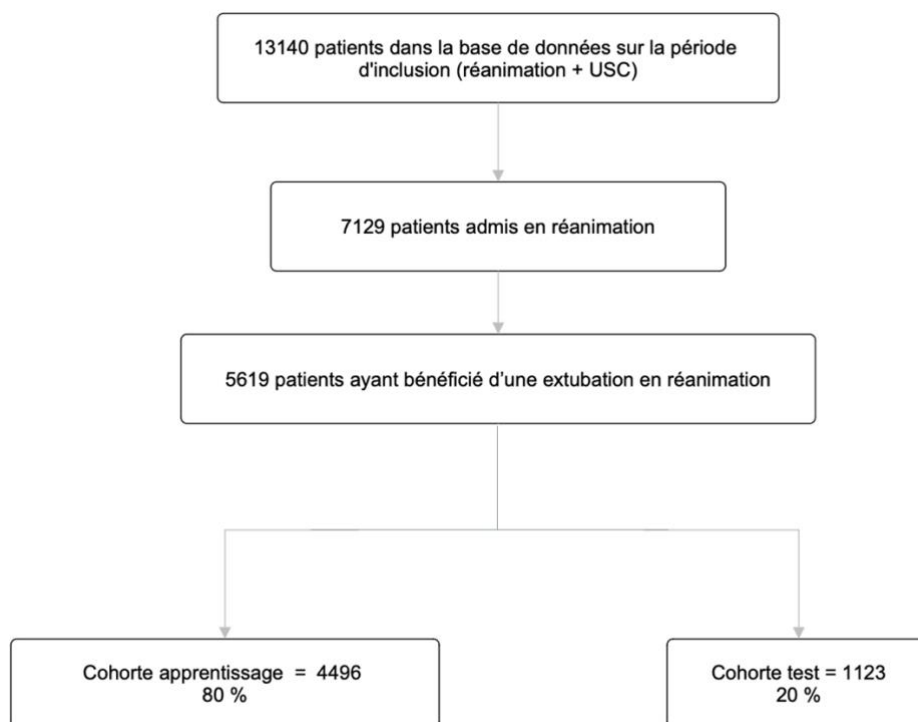 13140 patients dans la base de données sur la période
d'inclusion (réanimation + USC)
7129 patients admis en réanimation
5619 patients ayant bénéficié d’une extubation en réanimation
Cohorte apprentissage = 4496
80 %
Cohorte test = 1123
20 %